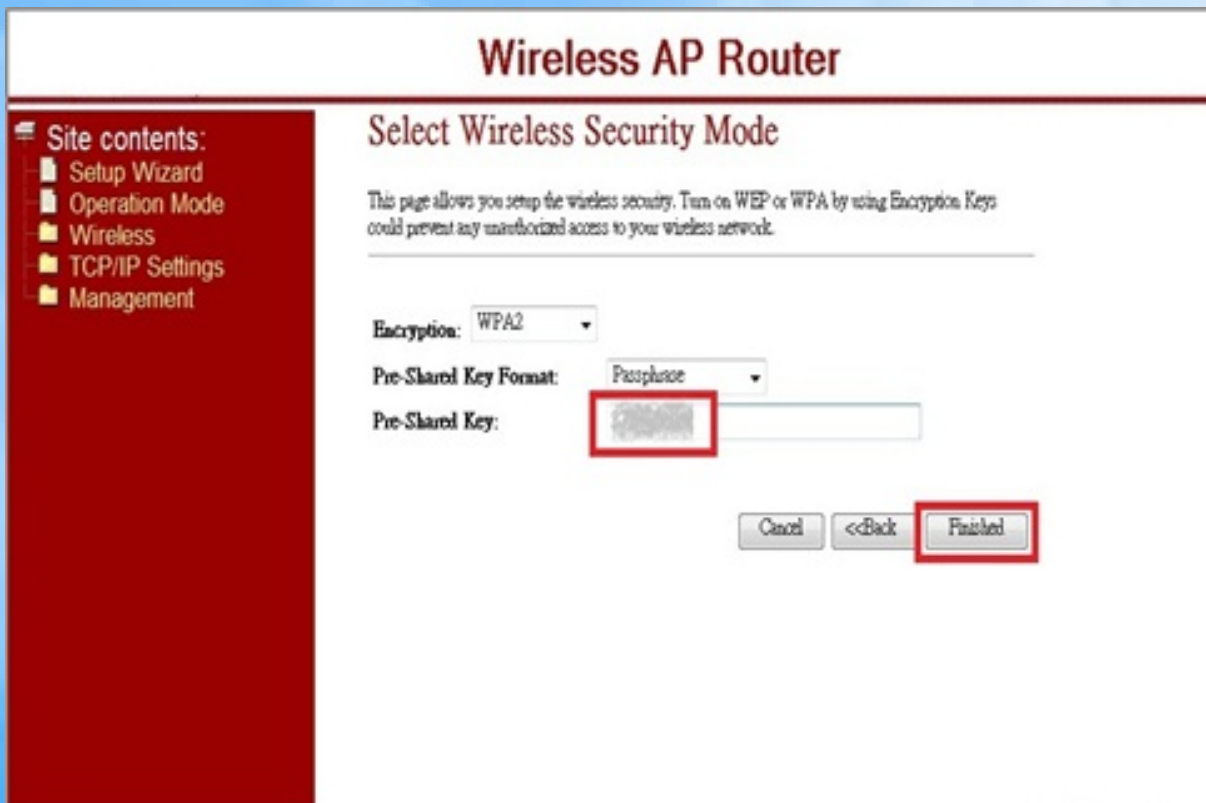 Wireless AP Router
Site contents:
Setup Wizard
Operation Mode
Wireless
TCP/IP Settings
Management
Select Wireless Security Mode
This page allows you setup the wireless security. Turn on WEP or WPA by using Encryption Keys
could prevent any unauthorized access to your wireless network.
Encryption: WPA2
Pre-Shared Key Format: Passphrase
Pre-Shared Key:
Cancel <<Back Finished